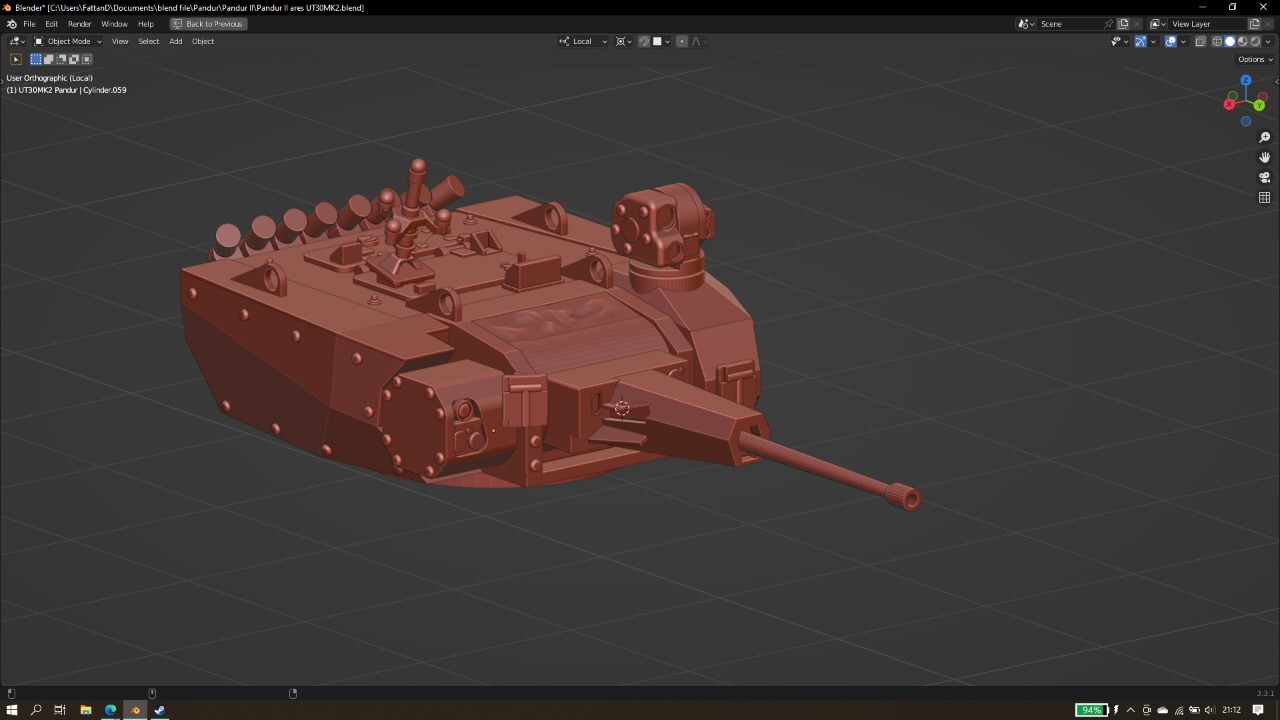 Blender* [C:\Users\FattanD\Documents\blend file\Pandur\Pandur II\Pandur II ares UT30MK2.blend]
File Edit Render Window Help Back to Previous Scene View Layer
Object Mode View Select Add Object Local
Options
User Orthographic (Local)
(1) UT30MK2 Pandur | Cylinder.059
Z
X
Y
3.3.1
94%
21:12